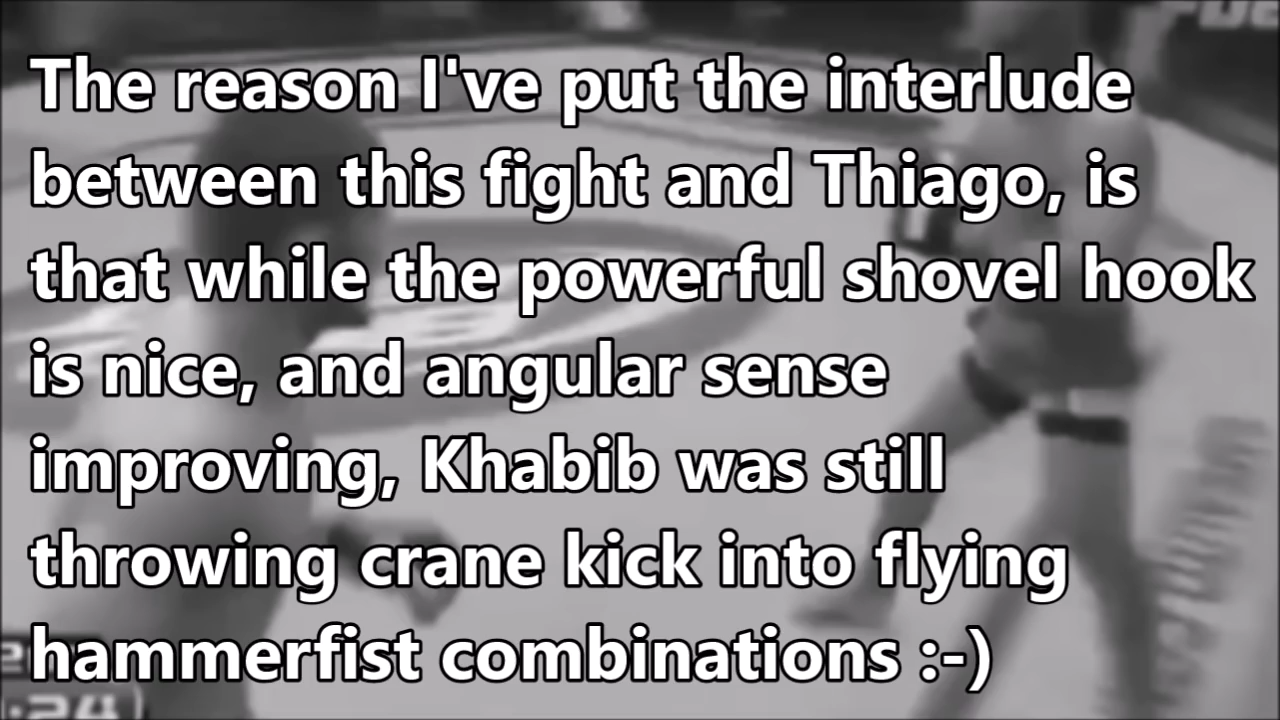 The reason I've put the interlude
between this fight and Thiago, is
that while the powerful shovel hook
is nice, and angular sense
improving, Khabib was still
throwing crane kick into flying
hammerfist combinations :-)
:24